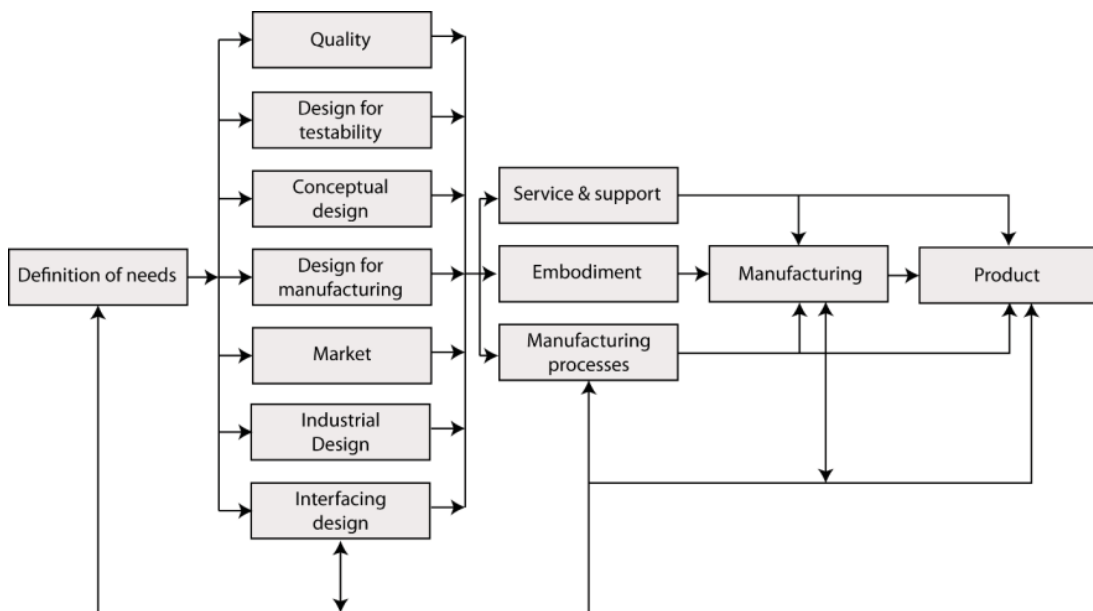 Quality
Design for
testability
Conceptual
design
Service & support
Definition of needs
Design for
manufacturing
Embodiment
Manufacturing
Product
Market
Manufacturing
processes
Industrial
Design
Interfacing
design